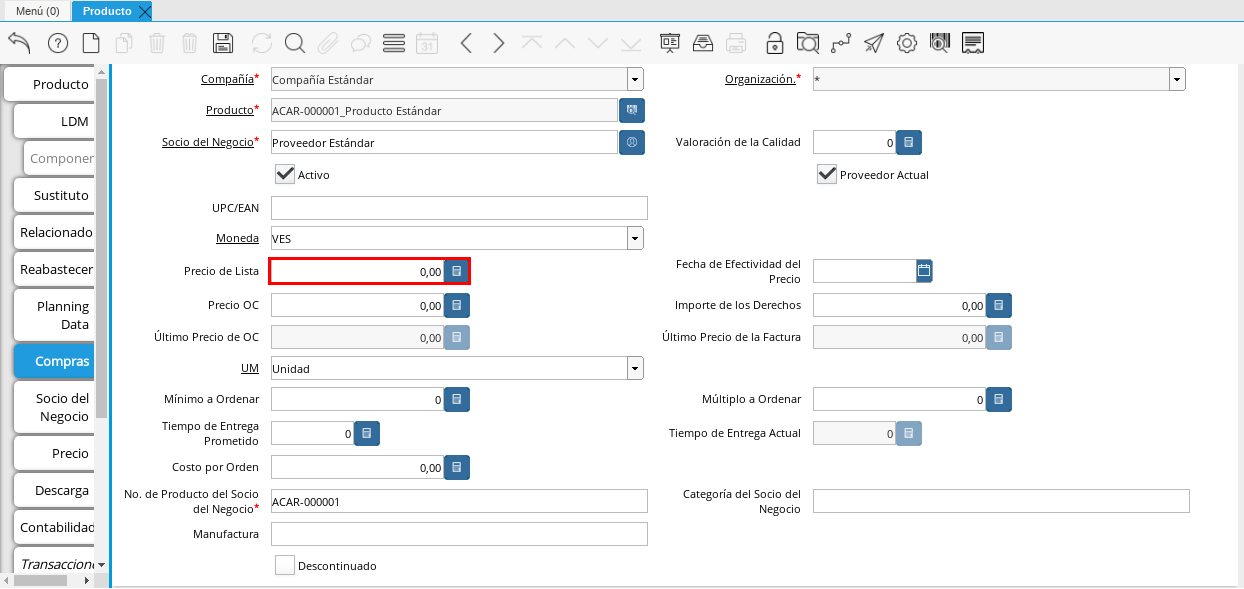 Menú (0)
Producto
31
Producto
LDM
Componen
Sustituto
Relacionado
Reabastecer
Planning
Data
Compras
Socio del
Negocio
Precio
Descarga
Contabilidad
Transaccione
Compañía* Compañía Estándar Organización.* *
Producto* ACAR-000001_Producto Estándar
Socio del Negocio* Proveedor Estándar Valoración de la Calidad 0
Activo Proveedor Actual
UPC/EAN
Moneda VES
Precio de Lista 0,00 Fecha de Efectividad del
Precio
Precio OC 0,00 Importe de los Derechos 0,00
Último Precio de OC 0,00 Último Precio de la Factura 0,00
UM Unidad
Mínimo a Ordenar 0 Múltiplo a Ordenar 0
Tiempo de Entrega
Prometido 0 Tiempo de Entrega Actual 0
Costo por Orden 0,00
No. de Producto del Socio
del Negocio* ACAR-000001 Categoría del Socio del
Negocio
Manufactura
Descontinuado